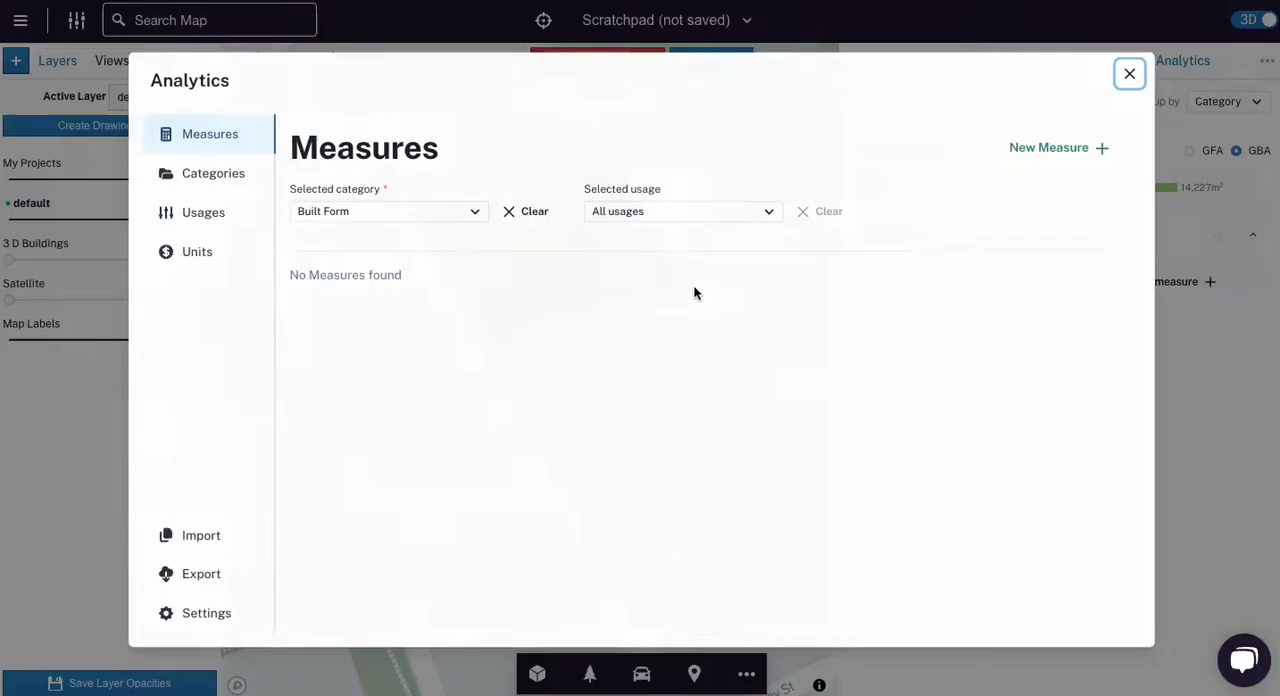 Search Map
Scratchpad (not saved)
3D
Layers
Views
Analytics
Active Layer
de
up by
Category
Create Drawin
GFA
GBA
My Projects
14,227m²
default
3 D Buildings
Satellite
measure
Map Labels
Save Layer Opacities
Analytics
Measures
Categories
Usages
Units
Import
Export
Settings
Measures
New Measure
Selected category *
Selected usage
Built Form
Clear
All usages
Clear
No Measures found
y St